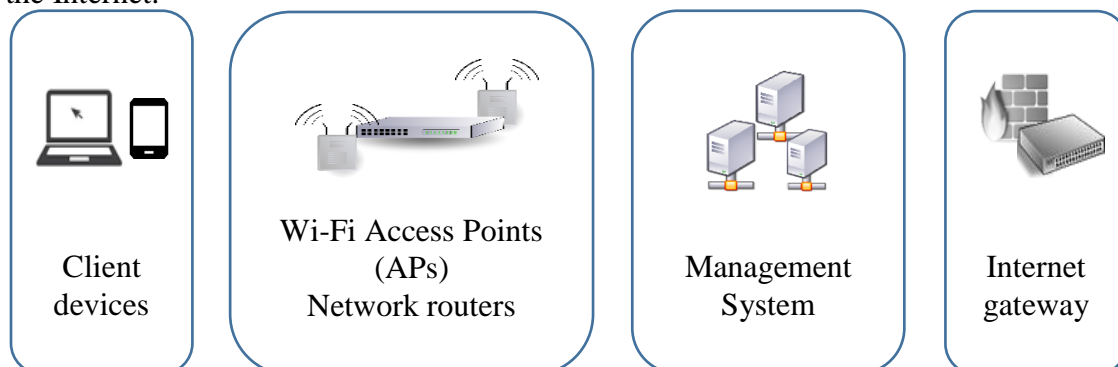 the Internet.
Client
devices
Wi-Fi Access Points
(APs)
Network routers
Management
System
Internet
gateway